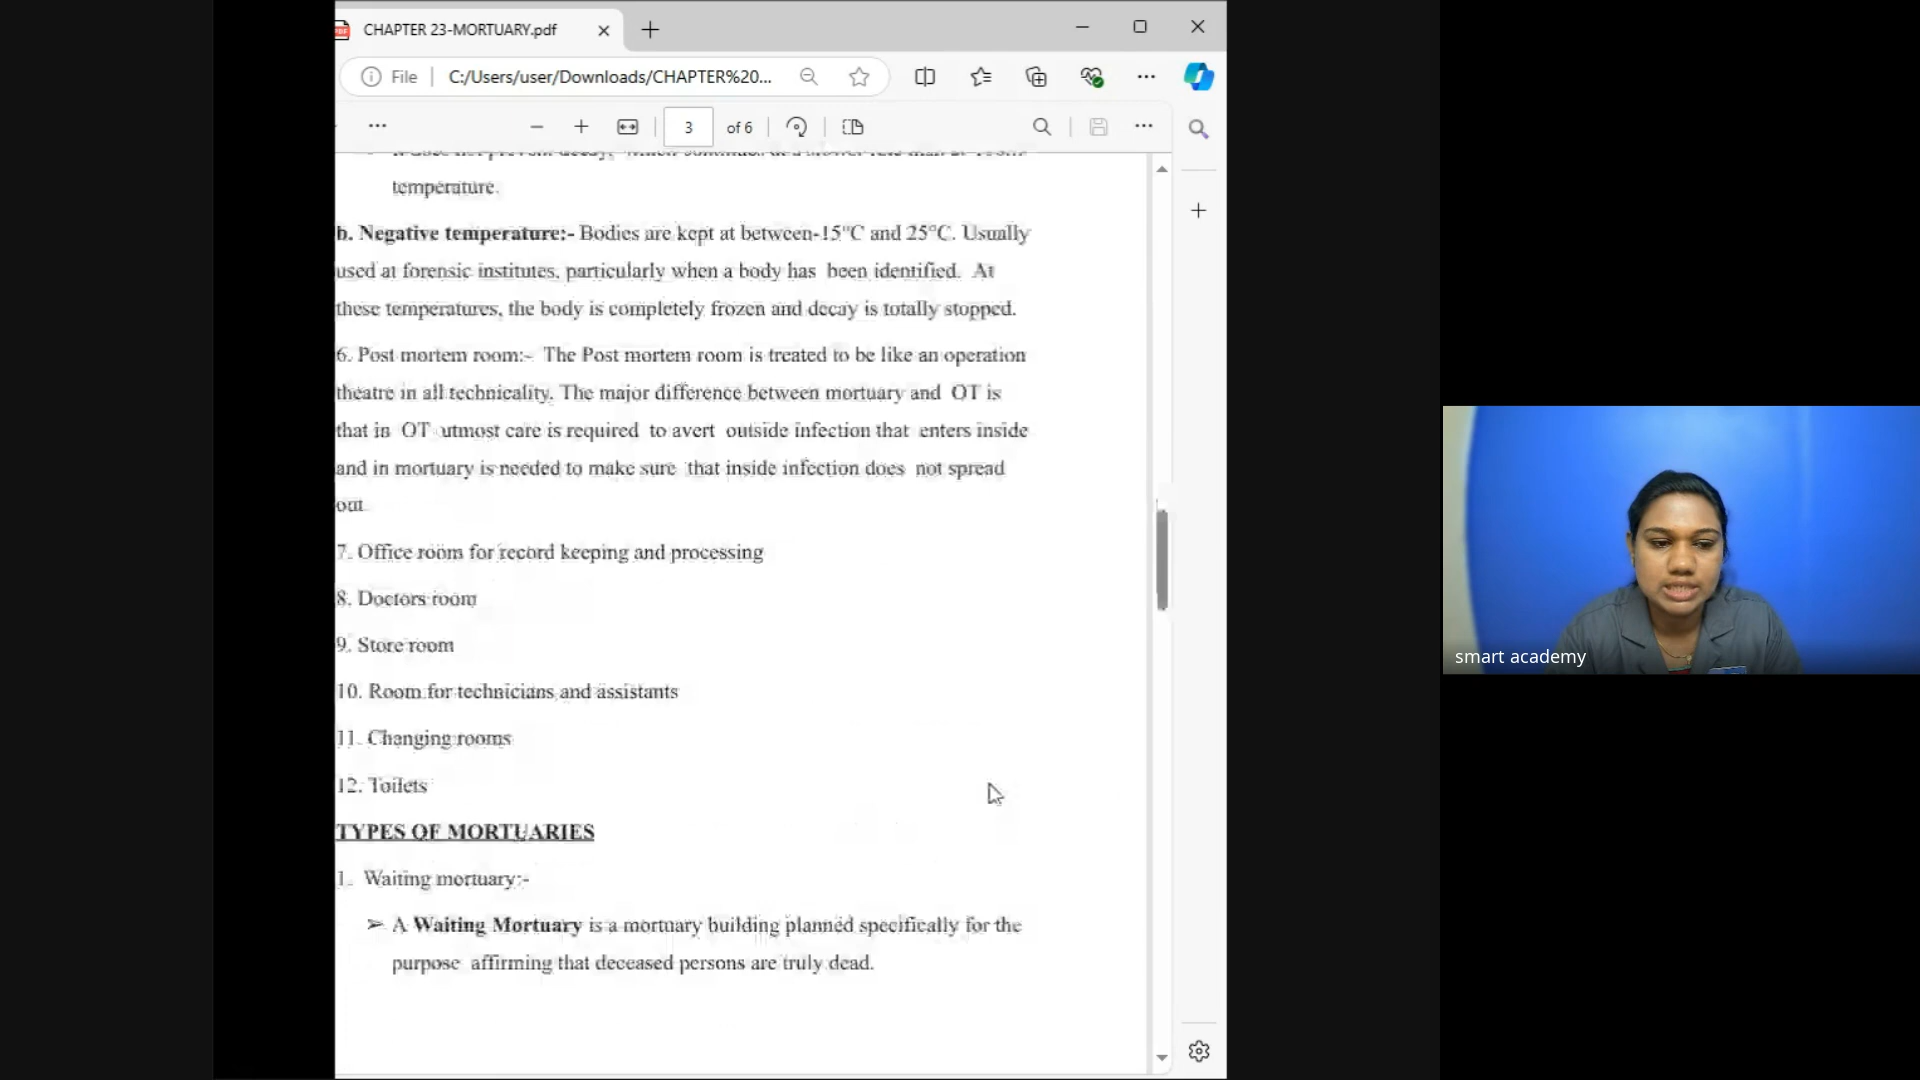 CHAPTER 23-MORTUARY.pdf
File
C:/Users/user/Downloads/CHAPTER%20...
3 of 6
temperature.
b. Negative temperature:- Bodies are kept at between-15°C and 25°C. Usually
used at forensic institutes, particularly when a body has been identified. At
these temperatures, the body is completely frozen and decay is totally stopped.
6. Post mortem room:- The Post mortem room is treated to be like an operation
theatre in all technicality. The major difference between mortuary and OT is
that in OT utmost care is required to avert outside infection that enters inside
and in mortuary is needed to make sure that inside infection does not spread
out
7. Office room for record keeping and processing
8. Doctors room
9. Store room
10. Room for technicians and assistants
11. Changing rooms
12. Toilets
TYPES OF MORTUARIES
1. Waiting mortuary:-
➢ A Waiting Mortuary is a mortuary building planned specifically for the
purpose affirming that deceased persons are truly dead.
smart academy